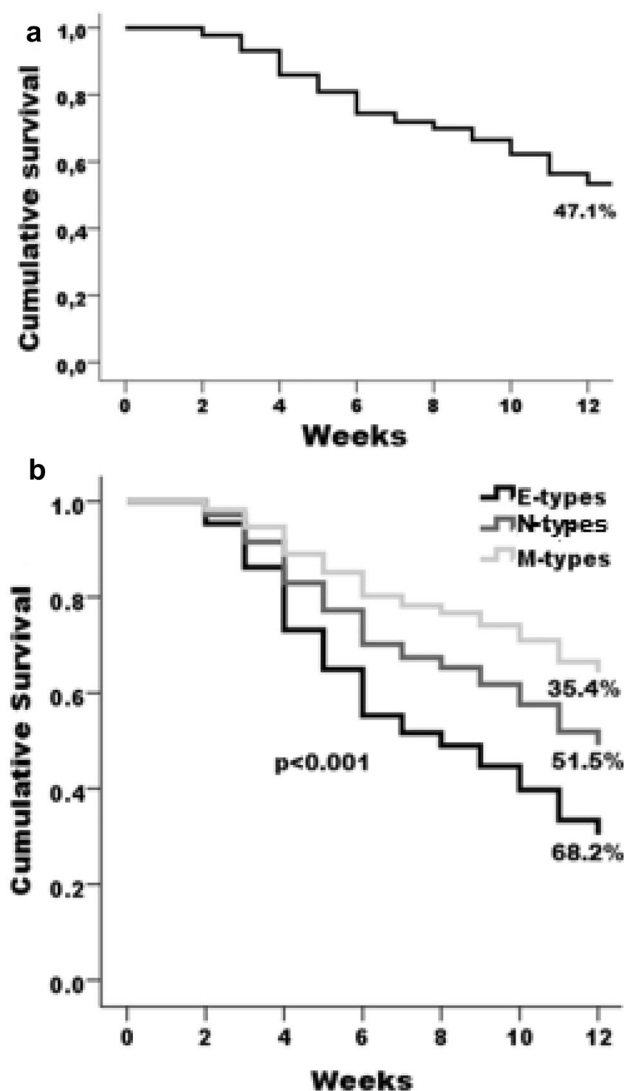 a
1,0
0,8
0,6
0,4
0,2
0,0
Cumulative survival
47.1%
0 2 4 6 8 10 12
Weeks
b
1.0
0.8
0.6
0.4
0.2
0.0
Cumulative Survival
E-types
N-types
M-types
35.4%
51.5%
p<0.001
68.2%
0 2 4 6 8 10 12
Weeks